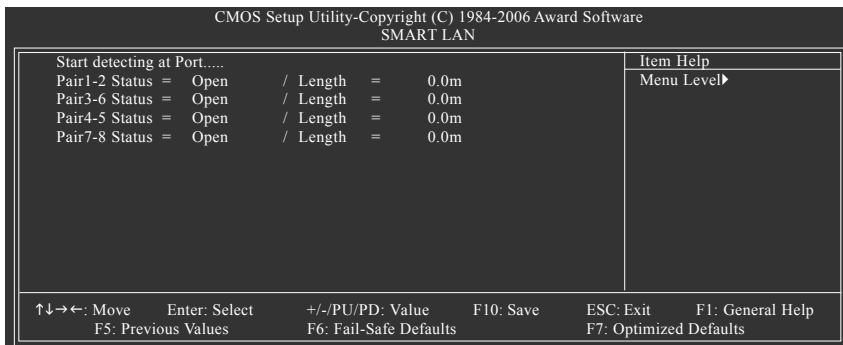 CMOS Setup Utility-Copyright (C) 1984-2006 Award Software
SMART LAN
Start detecting at Port.....
Pair1-2 Status = Open / Length = 0.0m
Pair3-6 Status = Open / Length = 0.0m
Pair4-5 Status = Open / Length = 0.0m
Pair7-8 Status = Open / Length = 0.0m
Item Help
Menu Level▶
↑↓→←: Move Enter: Select +/-/PU/PD: Value F10: Save ESC: Exit F1: General Help
F5: Previous Values F6: Fail-Safe Defaults F7: Optimized Defaults